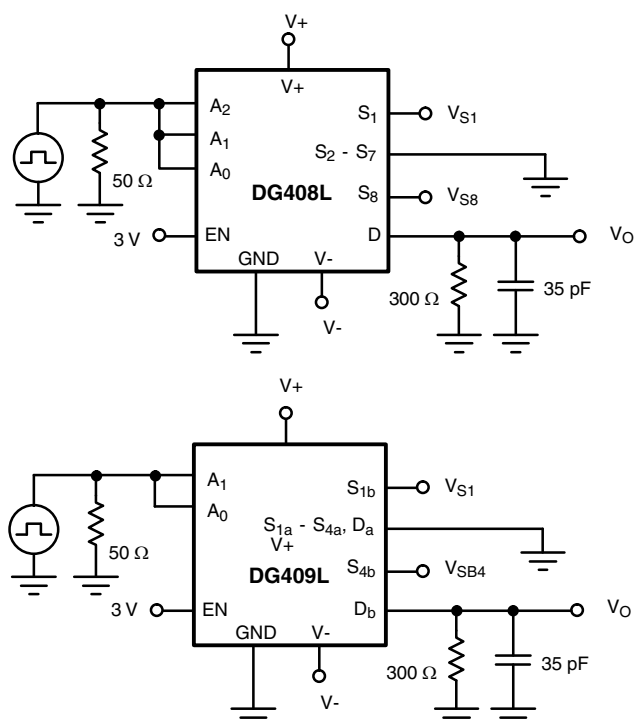 V+
V+
A2
A1
A0
50 Ω
S1
VS1
S2 - S7
DG408L
S8
VS8
3 V
EN
D
VO
GND
V-
300 Ω
35 pF
V-
V+
A1
A0
50 Ω
S1b
VS1
S1a - S4a, Da
V+
S4b
VSB4
DG409L
3 V
EN
Db
VO
GND
V-
300 Ω
35 pF
V-